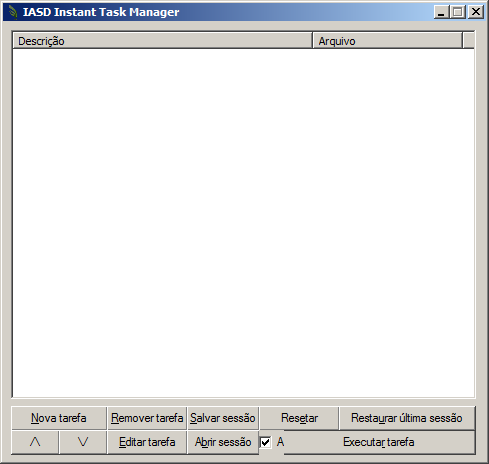 IASD Instant Task Manager
Descrição Arquivo
Nova tarefa Remover tarefa Salvar sessão Resetar Restaurar última sessão
/\ \/ Editar tarefa Abrir sessão A Executar tarefa